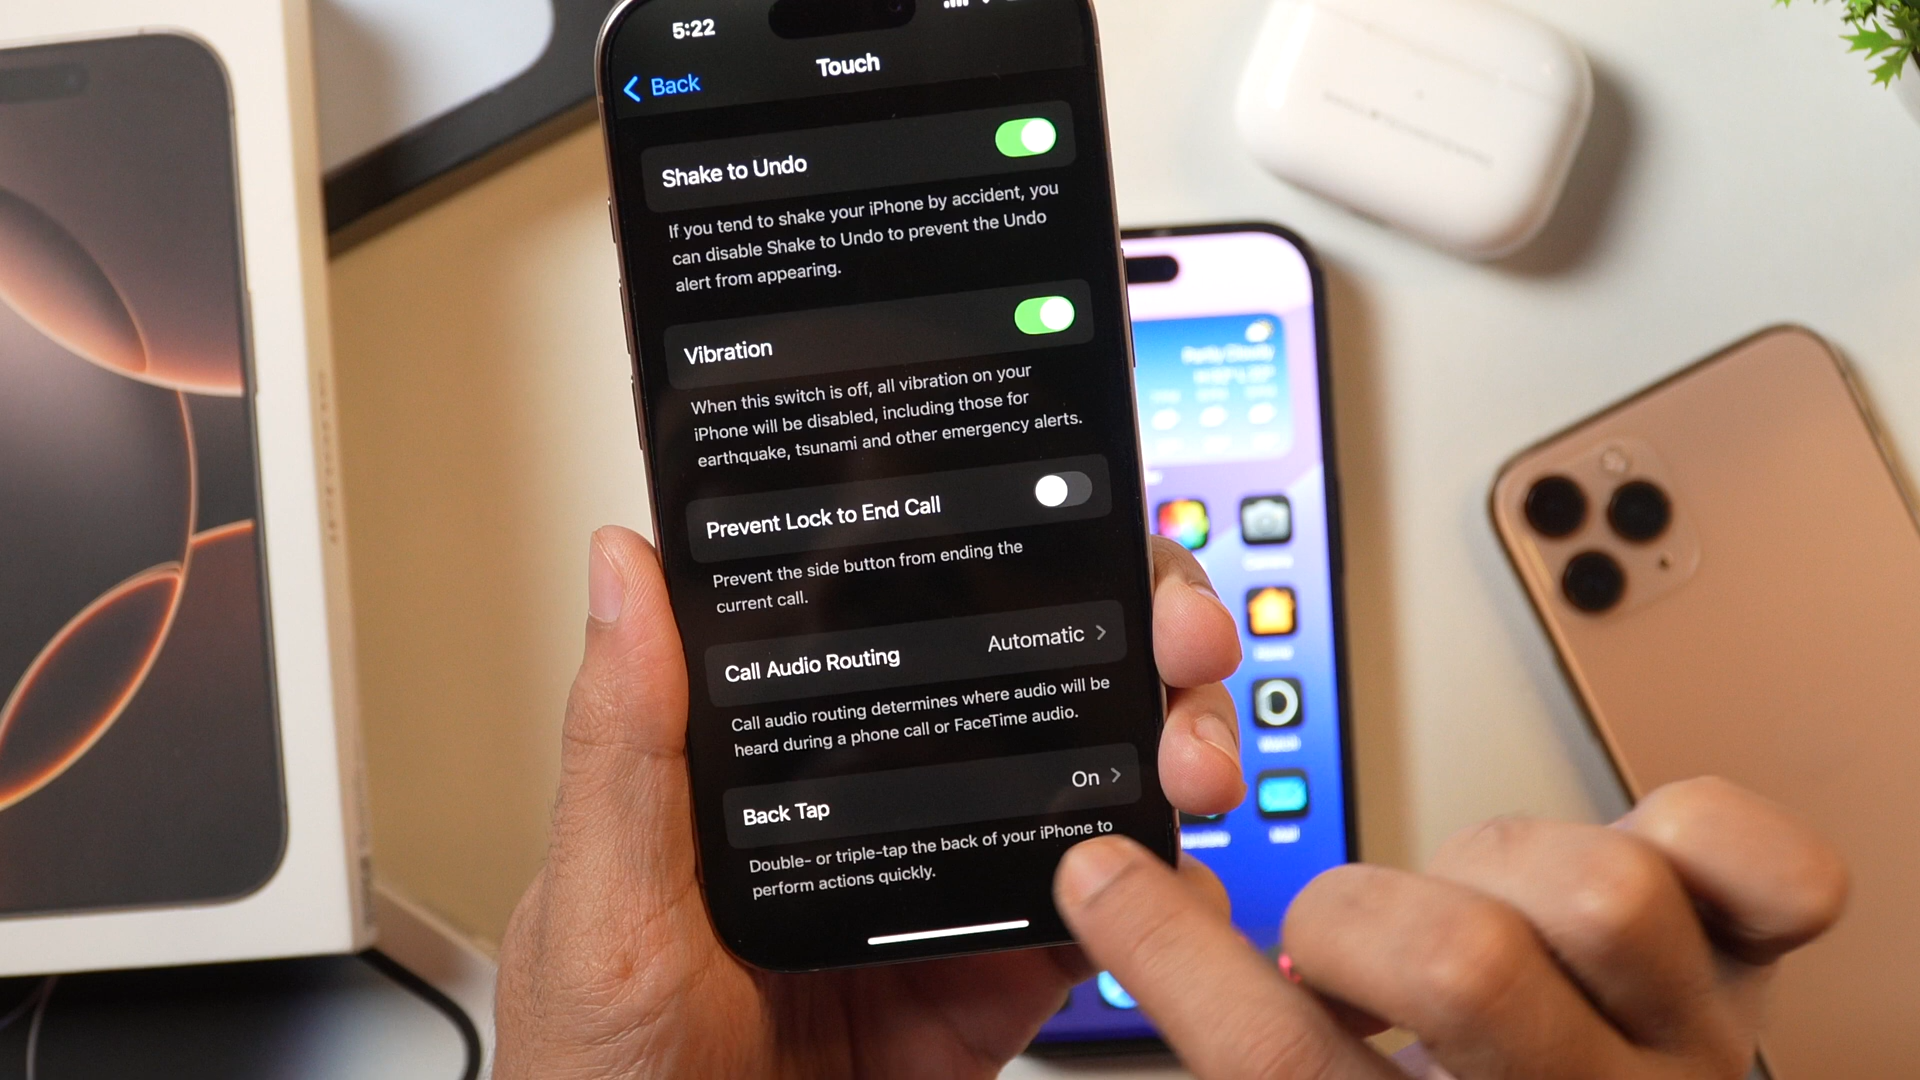 5:22
Back
Touch
Shake to Undo
If you tend to shake your iPhone by accident, you
can disable Shake to Undo to prevent the Undo
alert from appearing.
Vibration
When this switch is off, all vibration on your
iPhone will be disabled, including those for
earthquake, tsunami and other emergency alerts.
Prevent Lock to End Call
Prevent the side button from ending the
current call.
Call Audio Routing
Automatic
Call audio routing determines where audio will be
heard during a phone call or FaceTime audio.
Back Tap
On
Double- or triple-tap the back of your iPhone to
perform actions quickly.
Partly Cloudy